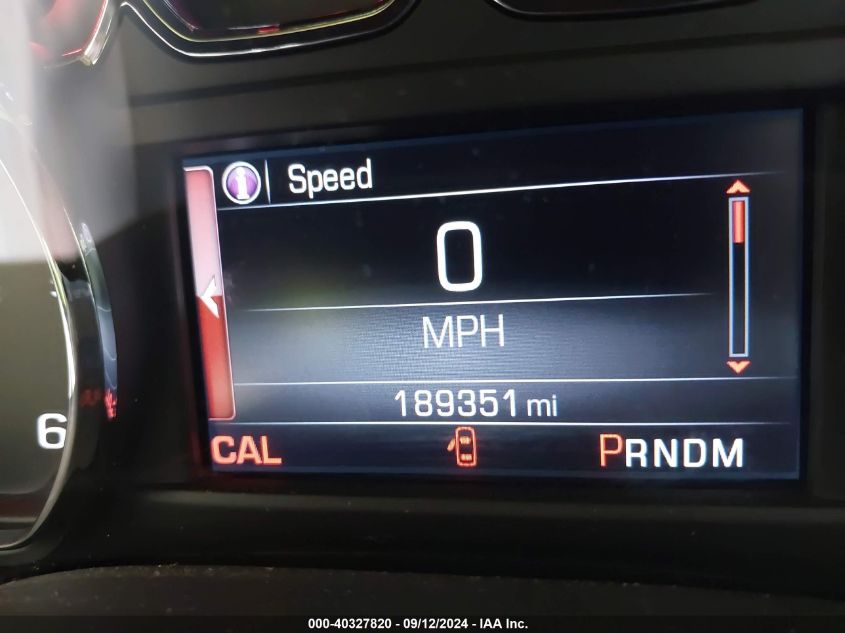 Speed
0
MPH
189351 mi
CAL PRNDM
6
000-40327820 - 09/12/2024 - IAA Inc.